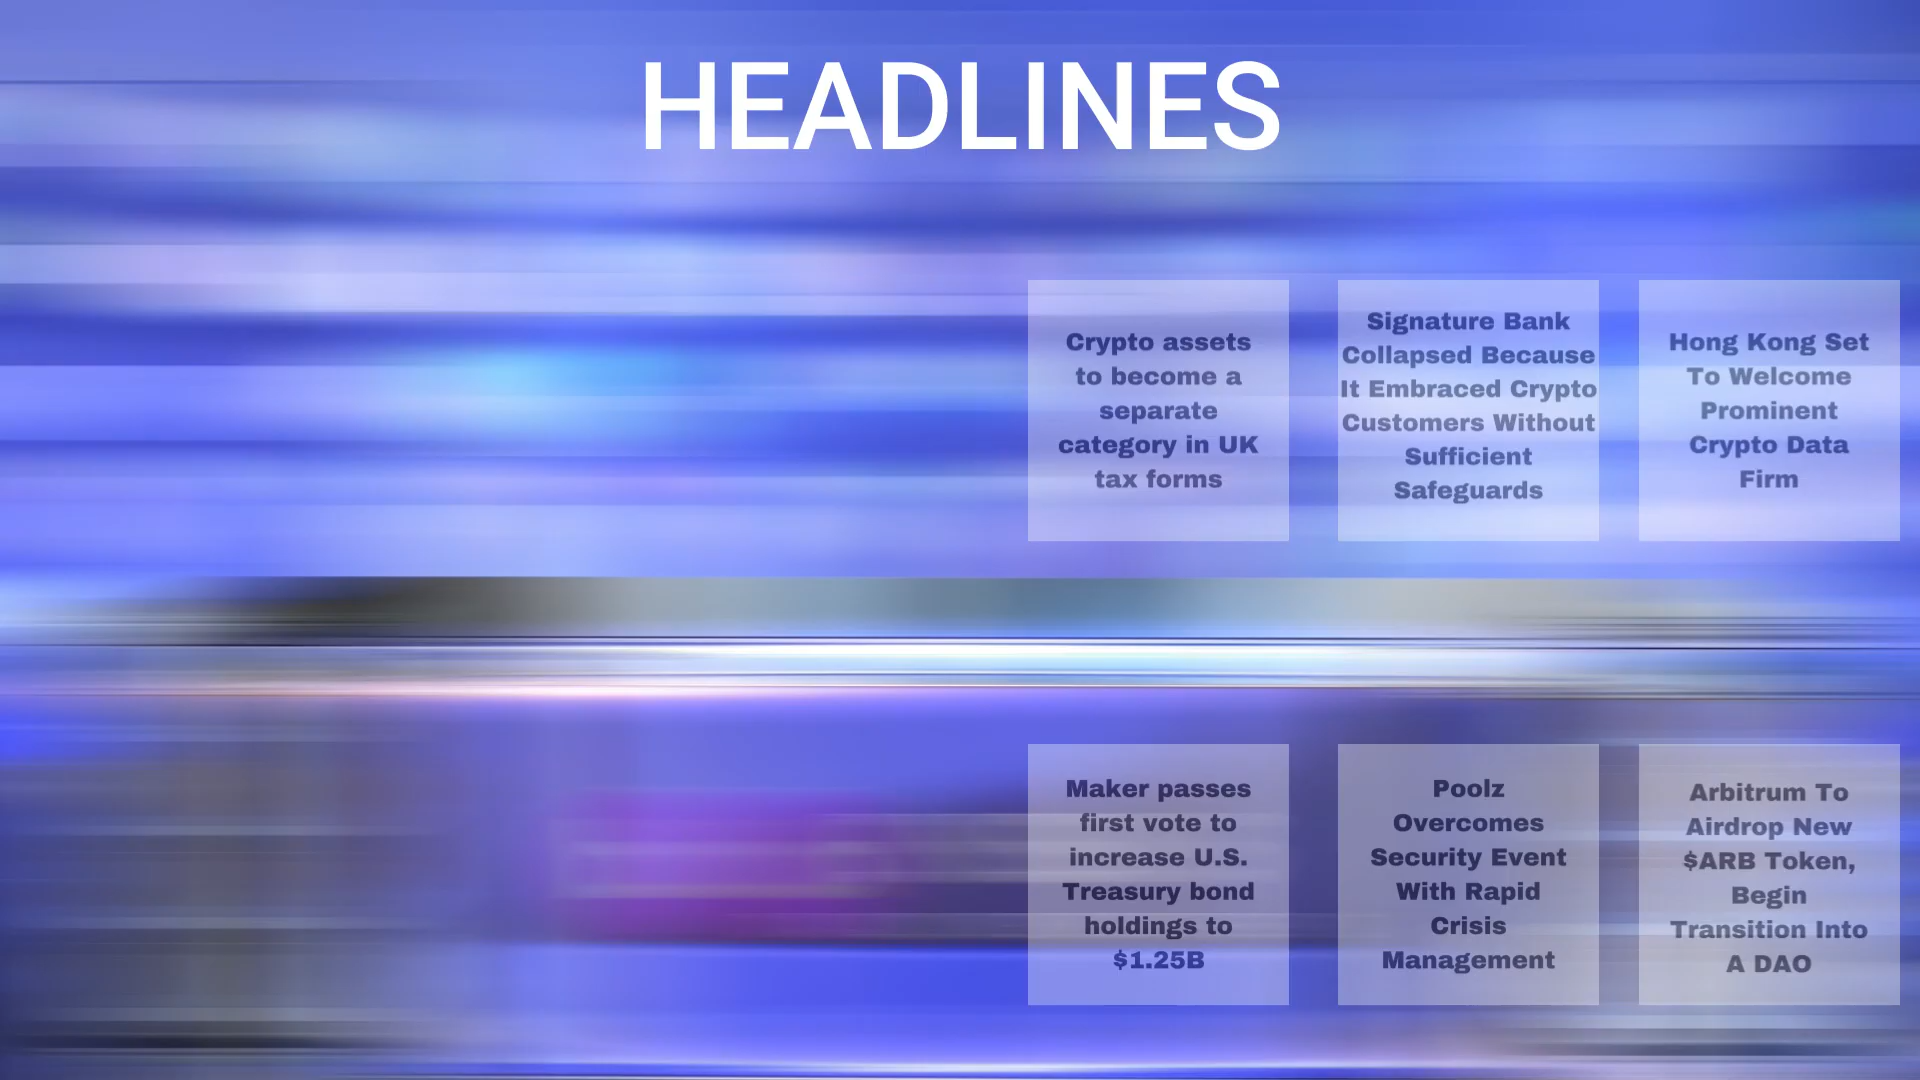 HEADLINES
Crypto assets
to become a
separate
category in UK
tax forms
Signature Bank
Collapsed Because
It Embraced Crypto
Customers Without
Sufficient
Safeguards
Hong Kong Set
To Welcome
Prominent
Crypto Data
Firm
Maker passes
first vote to
increase U.S.
Treasury bond
holdings to
$1.25B
Poolz
Overcomes
Security Event
With Rapid
Crisis
Management
Arbitrum To
Airdrop New
$ARB Token,
Begin
Transition Into
A DAO